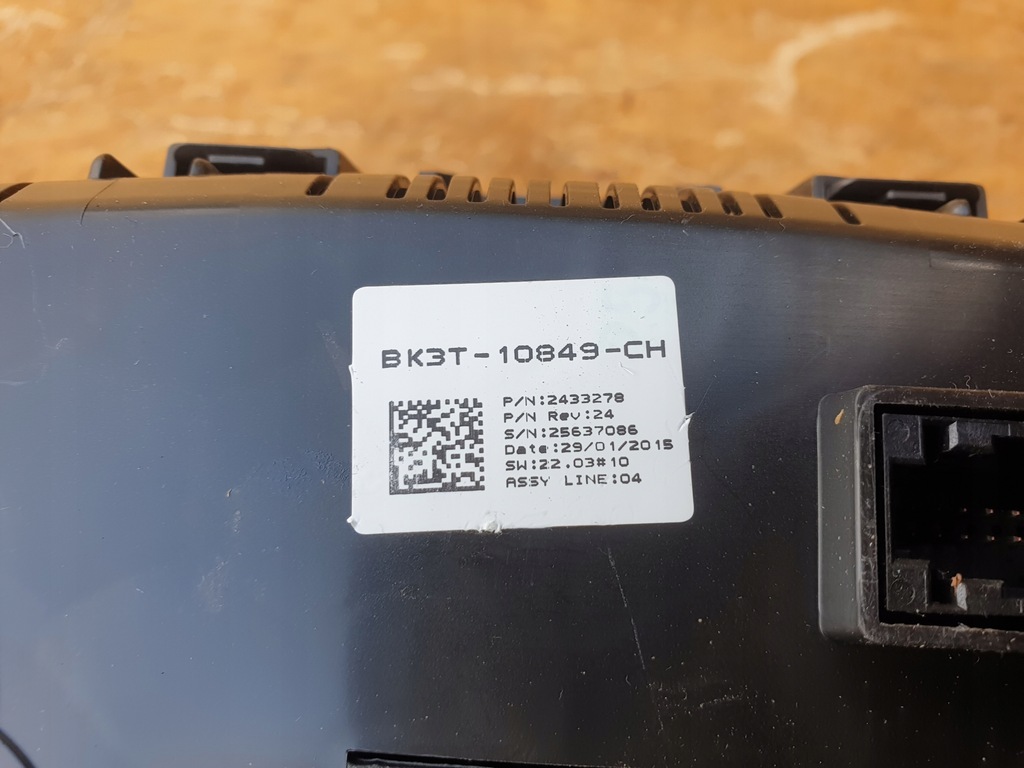 BK3T-10849-CH
P/N:2433278
P/N Rev:24
S/N:25637086
Date:29/01/2015
SW:22.03#10
ASSY LINE:04